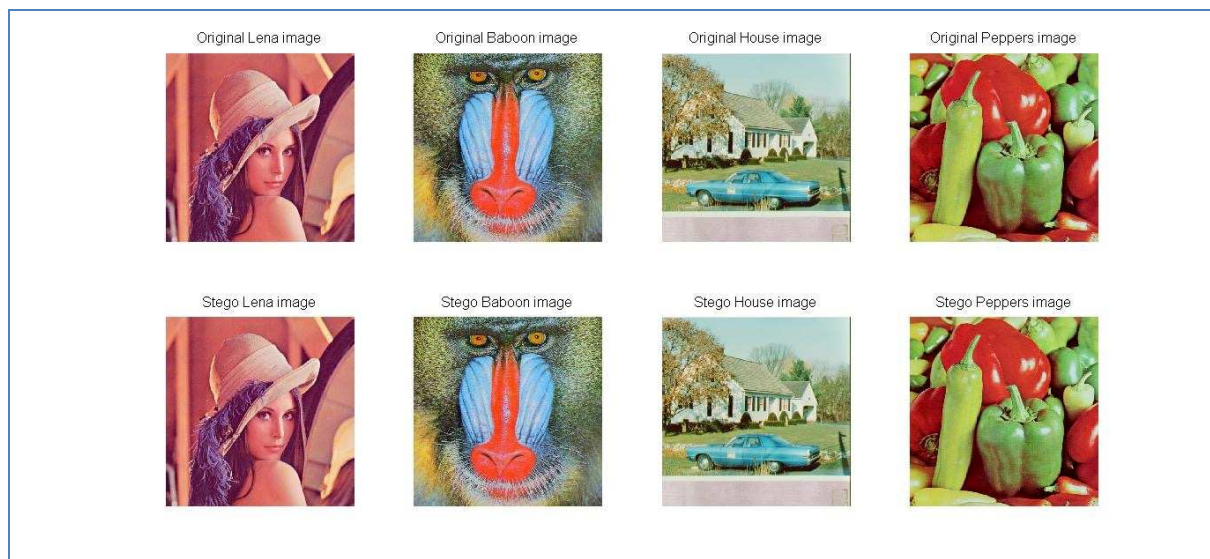 Original Lena image
Original Baboon image
Original House image
Original Peppers image
Stego Lena image
Stego Baboon image
Stego House image
Stego Peppers image